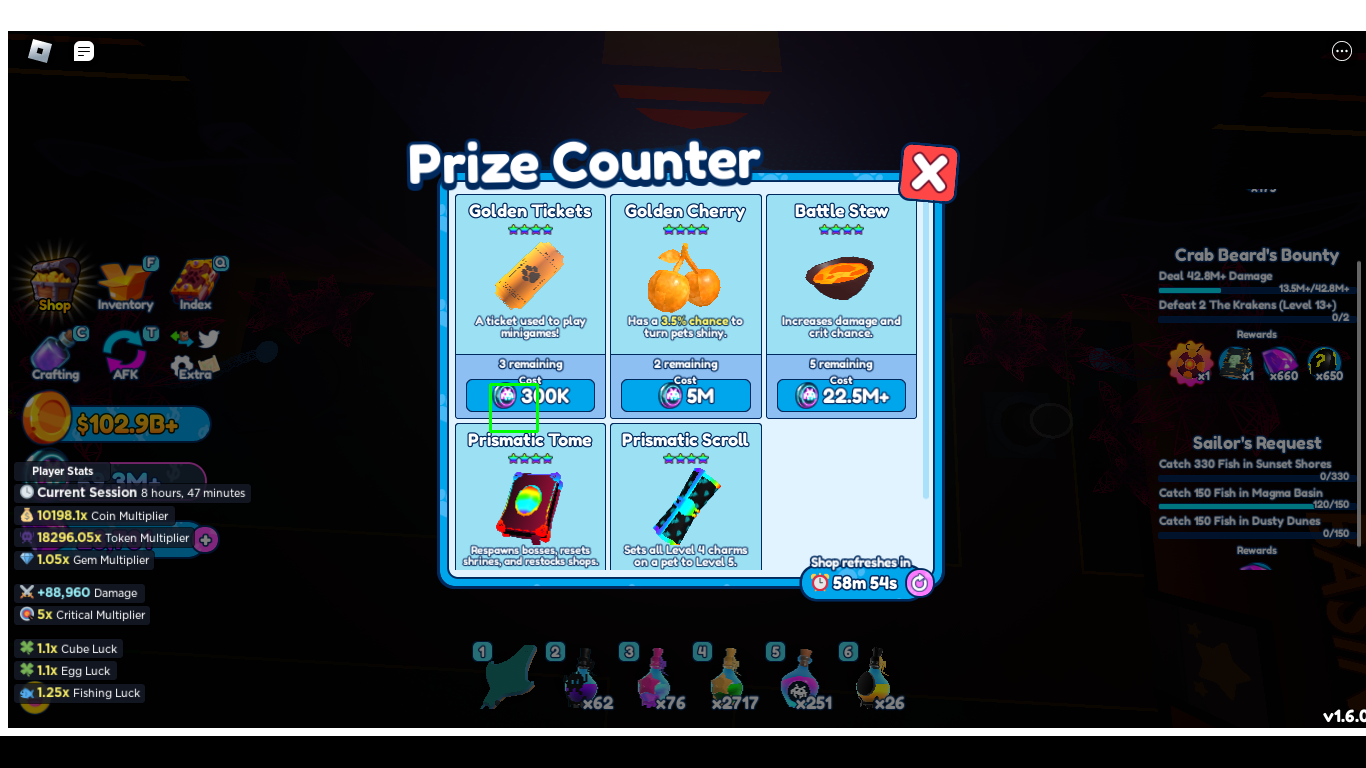 Prize Counter
Golden Tickets
A ticket used to play
minigames!
3 remaining
Cost
300K
Golden Cherry
Has a 3.5% chance to
turn pets shiny.
2 remaining
Cost
5M
Battle Stew
Increases damage and
crit chance.
5 remaining
Cost
22.5M+
Prismatic Tome
Respawns bosses, resets
shrines, and restocks shops.
Prismatic Scroll
Sets all Level 4 charms
on a pet to Level 5.
Shop refreshes in
58m 54s
Shop
F
Inventory
Q
Index
C
Crafting
T
AFK
Extra
$102.9B+
3M+
Player Stats
Current Session 8 hours, 47 minutes
10198.1x Coin Multiplier
18296.05x Token Multiplier
1.05x Gem Multiplier
+88,960 Damage
5x Critical Multiplier
1.1x Cube Luck
1.1x Egg Luck
1.25x Fishing Luck
1
2
x62
3
x76
4
x2717
5
x251
6
x26
Crab Beard's Bounty
Deal 42.8M+ Damage
13.5M+/42.8M+
Defeat 2 The Krakens (Level 13+)
0/2
Rewards
x1
x1
x660
x650
Sailor's Request
Catch 330 Fish in Sunset Shores
0/330
Catch 150 Fish in Magma Basin
120/150
Catch 150 Fish in Dusty Dunes
0/150
Rewards
v1.6.0